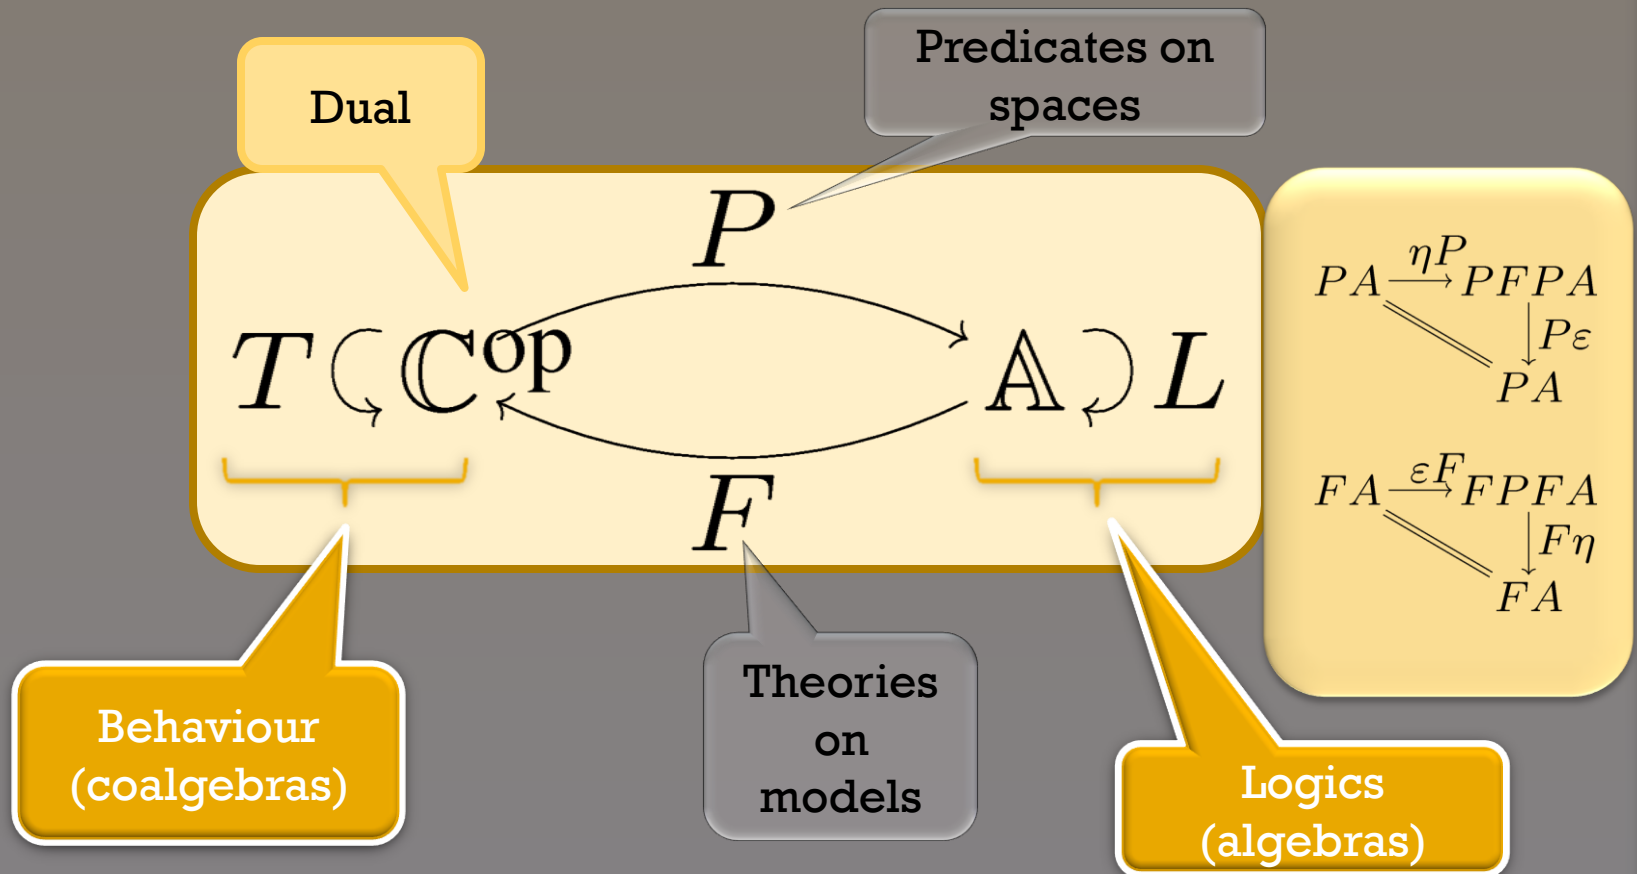 Predicates on
spaces
Dual
P
T ℂop 𝔸 L
F
ηP
PA PFPA
Pε
PA
εF
FA FPFA
Fη
FA
Theories
on
models
Behaviour
(coalgebras)
Logics
(algebras)